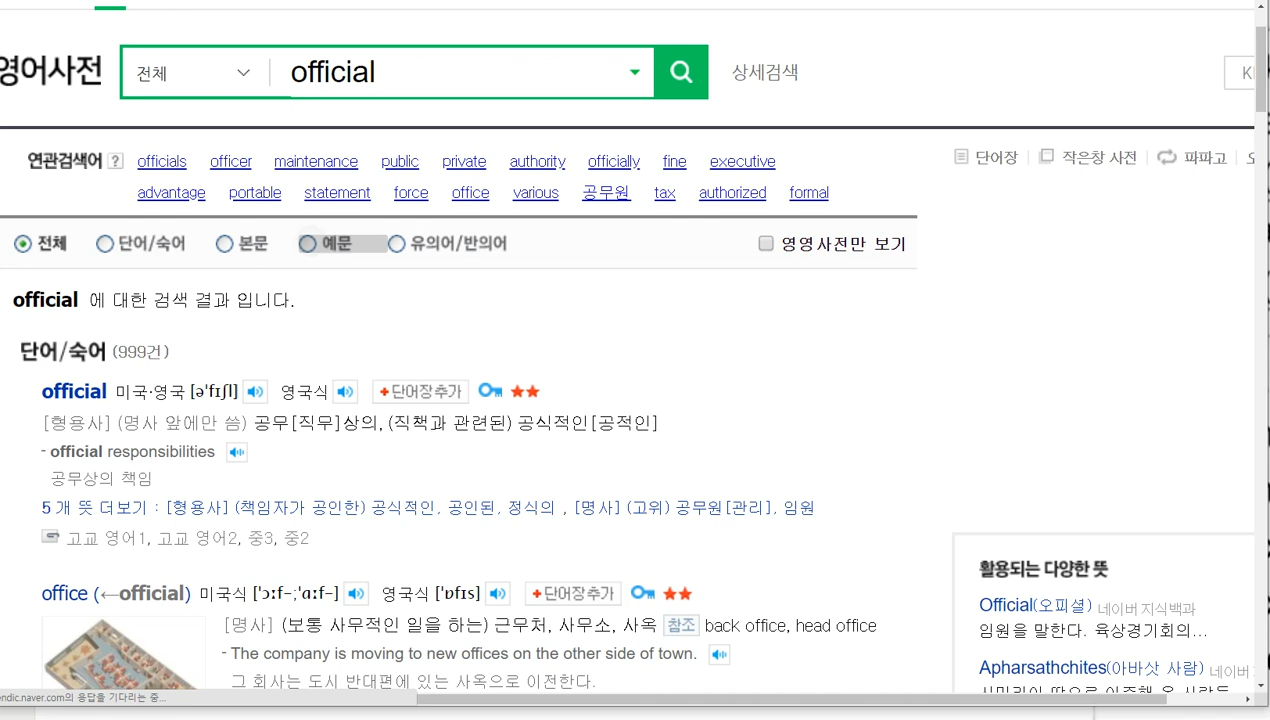 영어사전 전체 official 상세검색
연관검색어 ? officials officer maintenance public private authority officially fine executive 단어장 작은창 사전 파파고
advantage portable statement force office various 공무원 tax authorized formal
전체 단어/숙어 본문 예문 유의어/반의어 영영사전만 보기
official 에 대한 검색 결과 입니다.
단어/숙어 (999건)
official 미국·영국 [əˈfɪʃl] 영국식 +단어장추가 ★★
[형용사] (명사 앞에만 씀) 공무[직무]상의, (직책과 관련된) 공식적인[공적인]
- official responsibilities
공무상의 책임
5 개 뜻 더보기 : [형용사] (책임자가 공인한) 공식적인, 공인된, 정식의 , [명사] (고위) 공무원[관리], 임원
고교 영어1, 고교 영어2, 중3, 중2
활용되는 다양한 뜻
office (←official) 미국식 [ˈɔːf-;ˈɑːf-] 영국식 [ˈɒfɪs] +단어장추가 ★★
Official(오피셜) 네이버 지식백과
[명사] (보통 사무적인 일을 하는) 근무처, 사무소, 사옥 참조 back office, head office
임원을 말한다. 육상경기회의...
- The company is moving to new offices on the other side of town.
Apharsathchites(아바삿 사람) 네이버
그 회사는 도시 반대편에 있는 사옥으로 이전한다.
endic.naver.com의 응답을 기다리는 중...